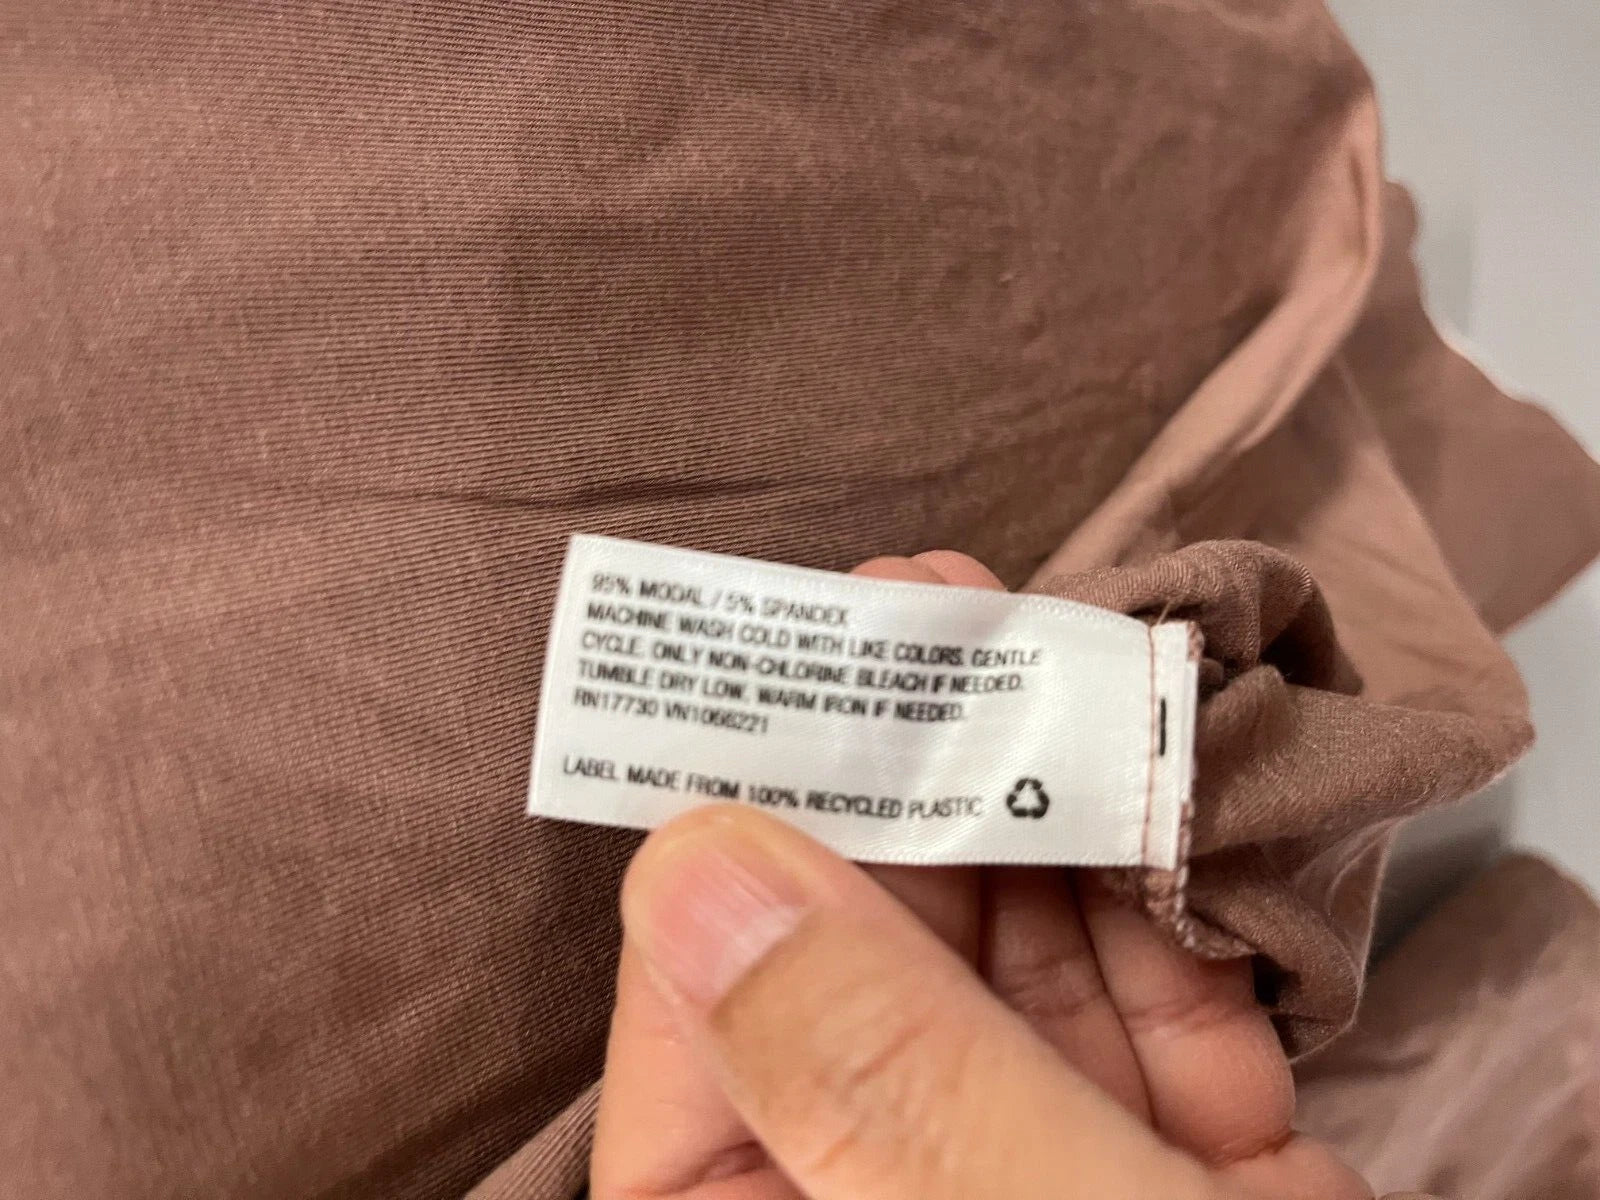 95% MODAL / 5% SPANDEX
MACHINE WASH COLD WITH LIKE COLORS. GENTLE
CYCLE. ONLY NON-CHLORINE BLEACH IF NEEDED.
TUMBLE DRY LOW. WARM IRON IF NEEDED.
RN17730 VN1066221
LABEL MADE FROM 100% RECYCLED PLASTIC